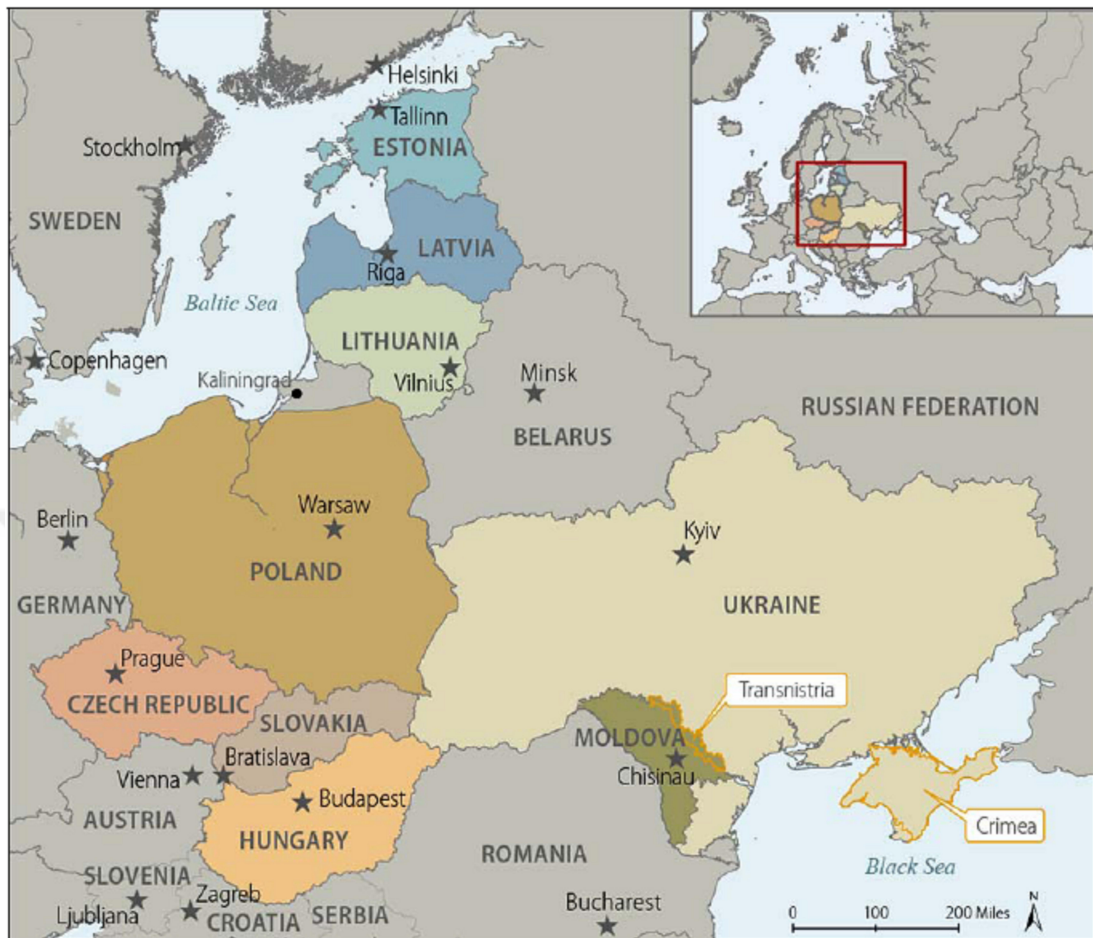 Helsinki
Tallinn
ESTONIA
Stockholm
SWEDEN
LATVIA
Riga
Baltic Sea
LITHUANIA
Copenhagen
Vilnius
Kaliningrad
Minsk
RUSSIAN FEDERATION
BELARUS
Warsaw
Berlin
Kyiv
POLAND
GERMANY
UKRAINE
Prague
Transnistria
CZECH REPUBLIC
SLOVAKIA
MOLDOVA
Bratislava
Vienna
Chisinau
Budapest
AUSTRIA
Crimea
HUNGARY
ROMANIA
Black Sea
SLOVENIA
Zagreb
Ljubljana
CROATIA
SERBIA
Bucharest
0 100 200 Miles
N